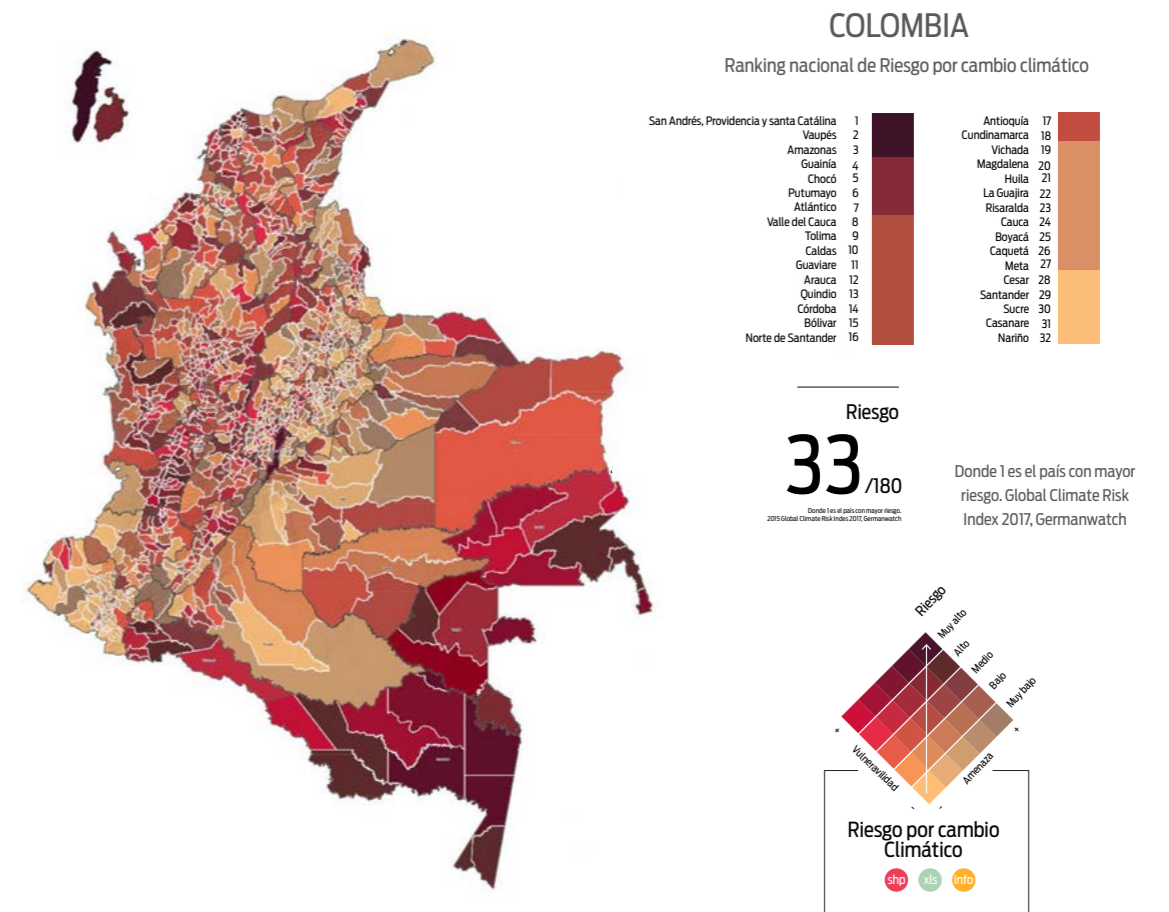 COLOMBIA
Ranking nacional de Riesgo por cambio climático
San Andrés, Providencia y santa Catálina 1
Vaupés 2
Amazonas 3
Guainía 4
Chocó 5
Putumayo 6
Atlántico 7
Valle del Cauca 8
Tolima 9
Caldas 10
Guaviare 11
Arauca 12
Quindio 13
Córdoba 14
Bólivar 15
Norte de Santander 16
Antioquía 17
Cundinamarca 18
Vichada 19
Magdalena 20
Huila 21
La Guajira 22
Risaralda 23
Cauca 24
Boyacá 25
Caquetá 26
Meta 27
Cesar 28
Santander 29
Sucre 30
Casanare 31
Nariño 32
Riesgo
33/180
Donde 1 es el país con mayor riesgo.
2015 Global Climate Risk Indes 2017, Germanwatch
Donde 1 es el país con mayor
riesgo. Global Climate Risk
Index 2017, Germanwatch
Riesgo
Muy alto
Alto
Medio
Bajo
Muy bajo
+
+
Vulneravilidad
Amenaza
-
-
Riesgo por cambio
Climático
shp
xls
info